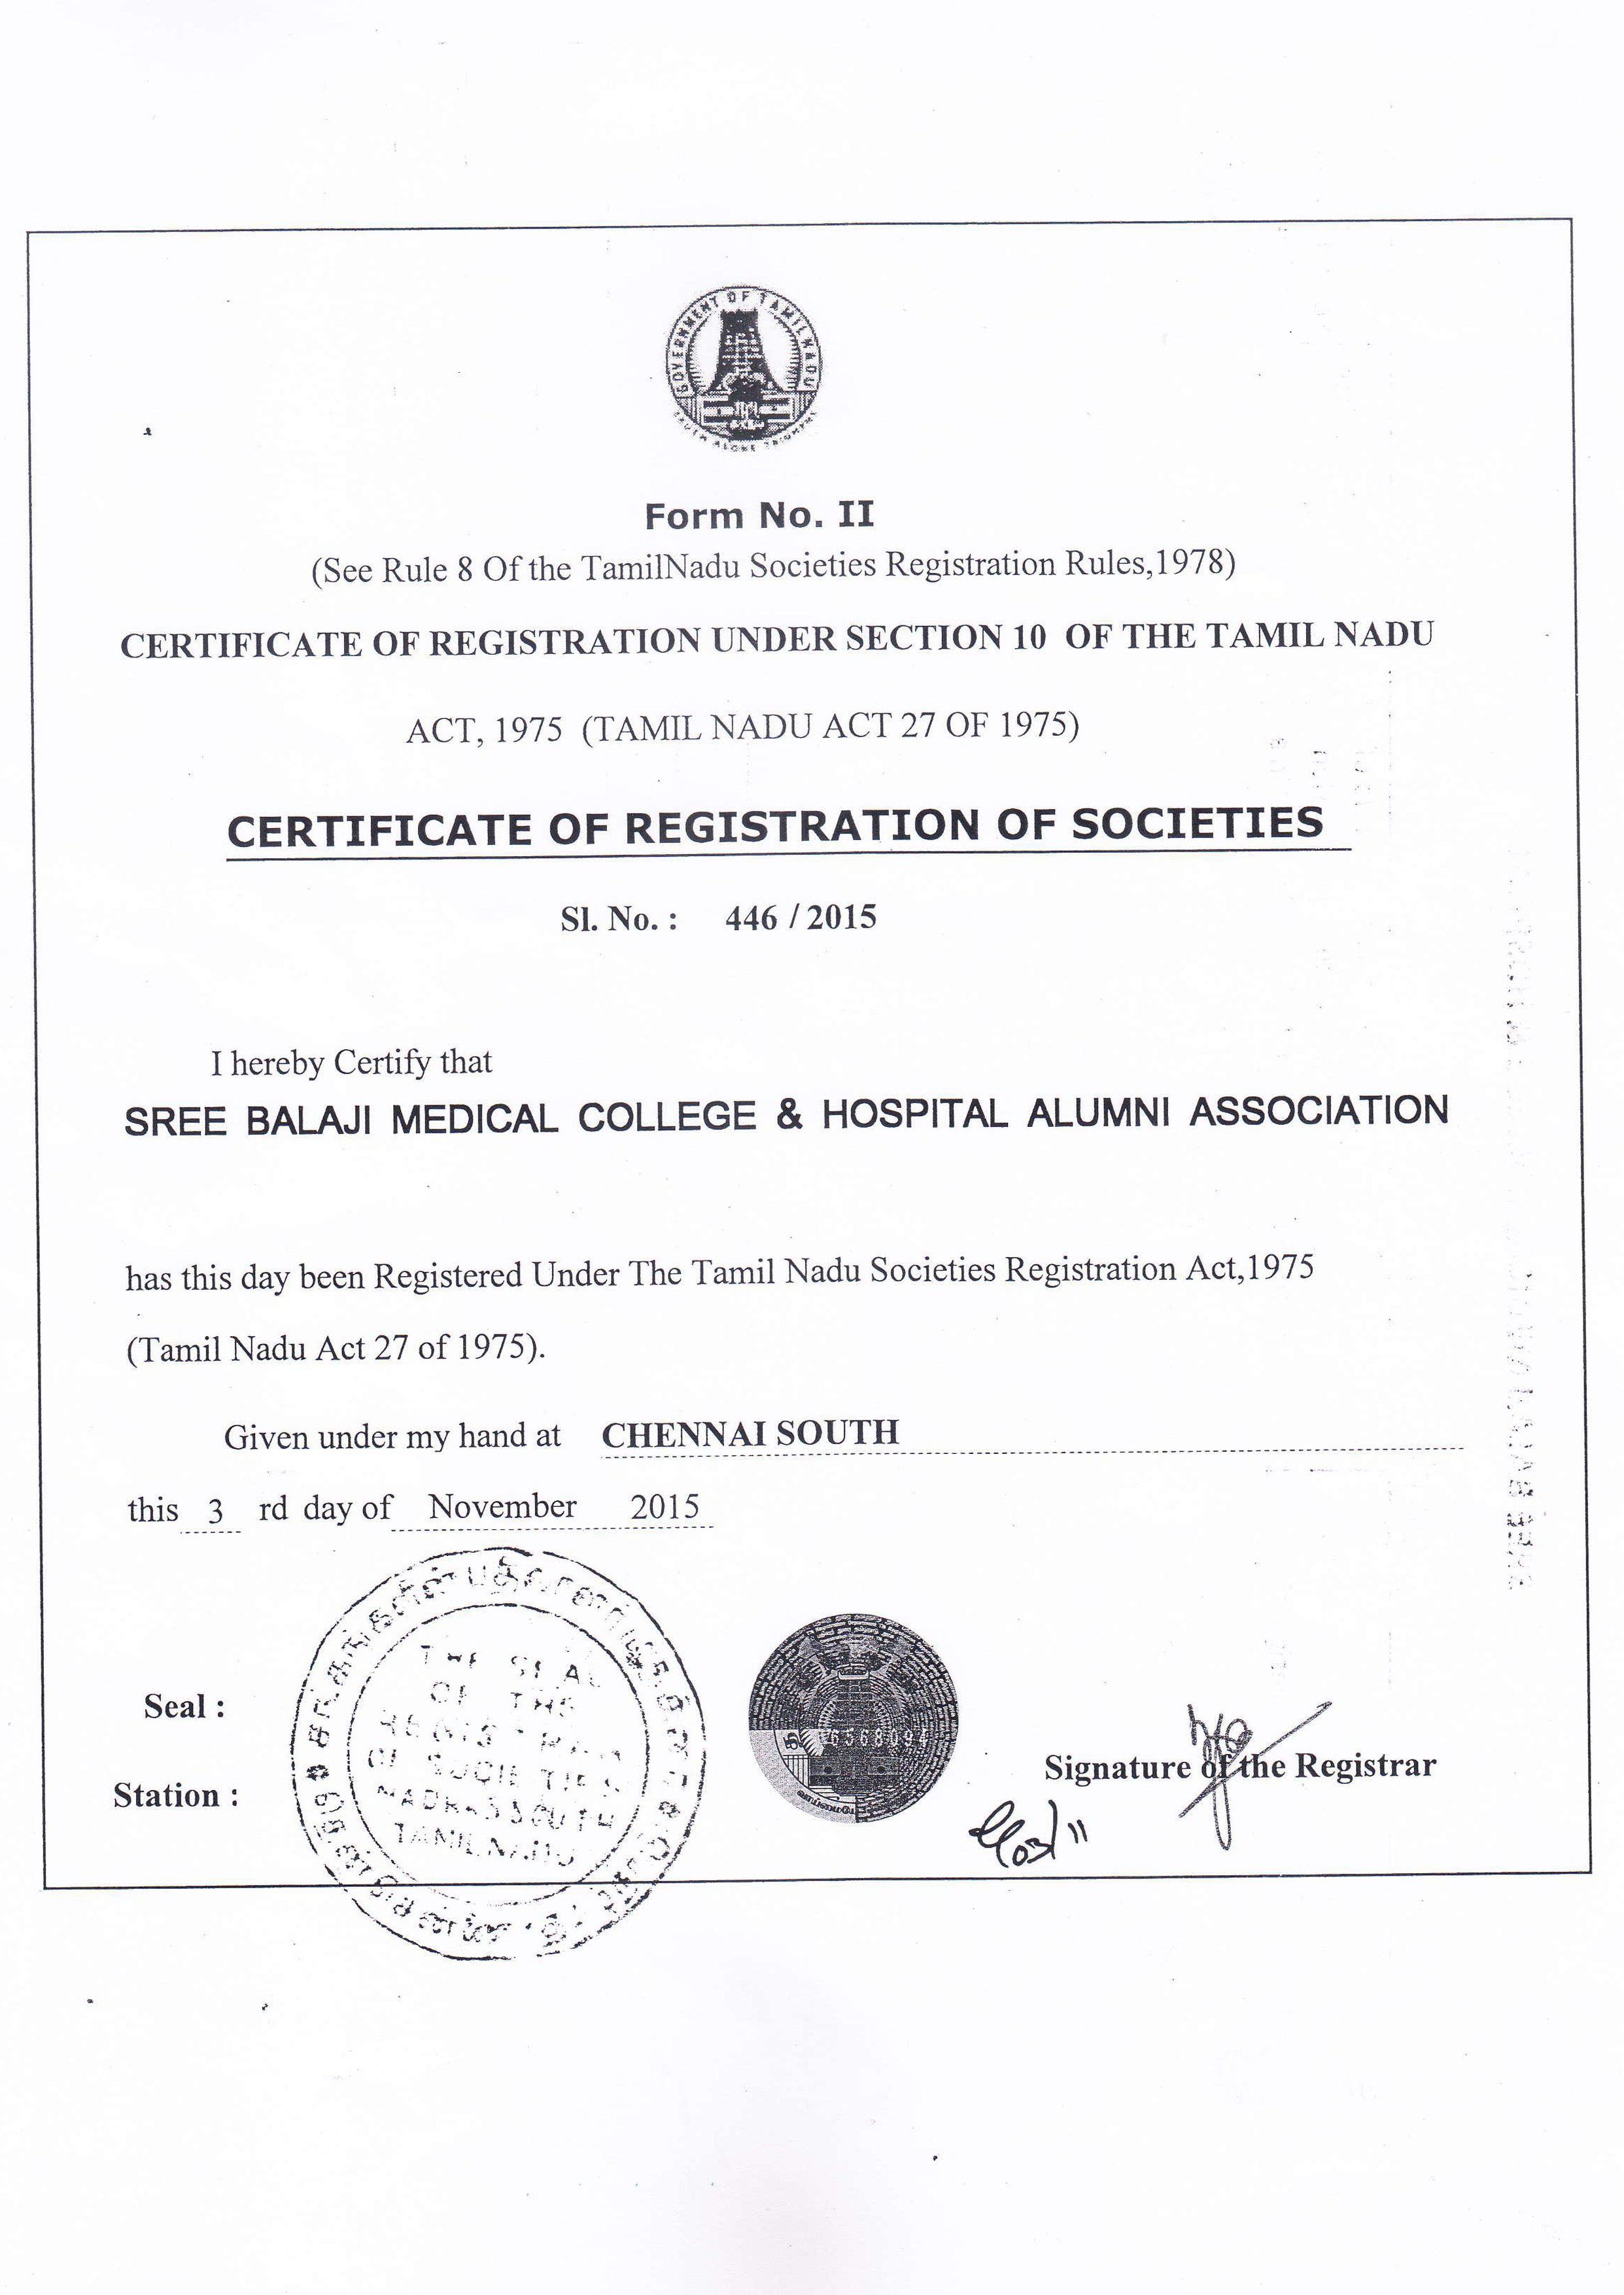 GOVERNMENT OF TAMILNADU
TRUTH ALONE TRIUMPHS
Form No. II
(See Rule 8 Of the TamilNadu Societies Registration Rules,1978)
CERTIFICATE OF REGISTRATION UNDER SECTION 10 OF THE TAMIL NADU
ACT, 1975 (TAMIL NADU ACT 27 OF 1975)
CERTIFICATE OF REGISTRATION OF SOCIETIES
Sl. No. : 446 / 2015
I hereby Certify that
SREE BALAJI MEDICAL COLLEGE & HOSPITAL ALUMNI ASSOCIATION
has this day been Registered Under The Tamil Nadu Societies Registration Act,1975
(Tamil Nadu Act 27 of 1975).
Given under my hand at CHENNAI SOUTH
this 3 rd day of November 2015
THE SEAL
OF THE
REGISTRAR
OF SOCIETIES
MADRAS SOUTH
TAMILNADU
Seal :
Station :
Signature of the Registrar